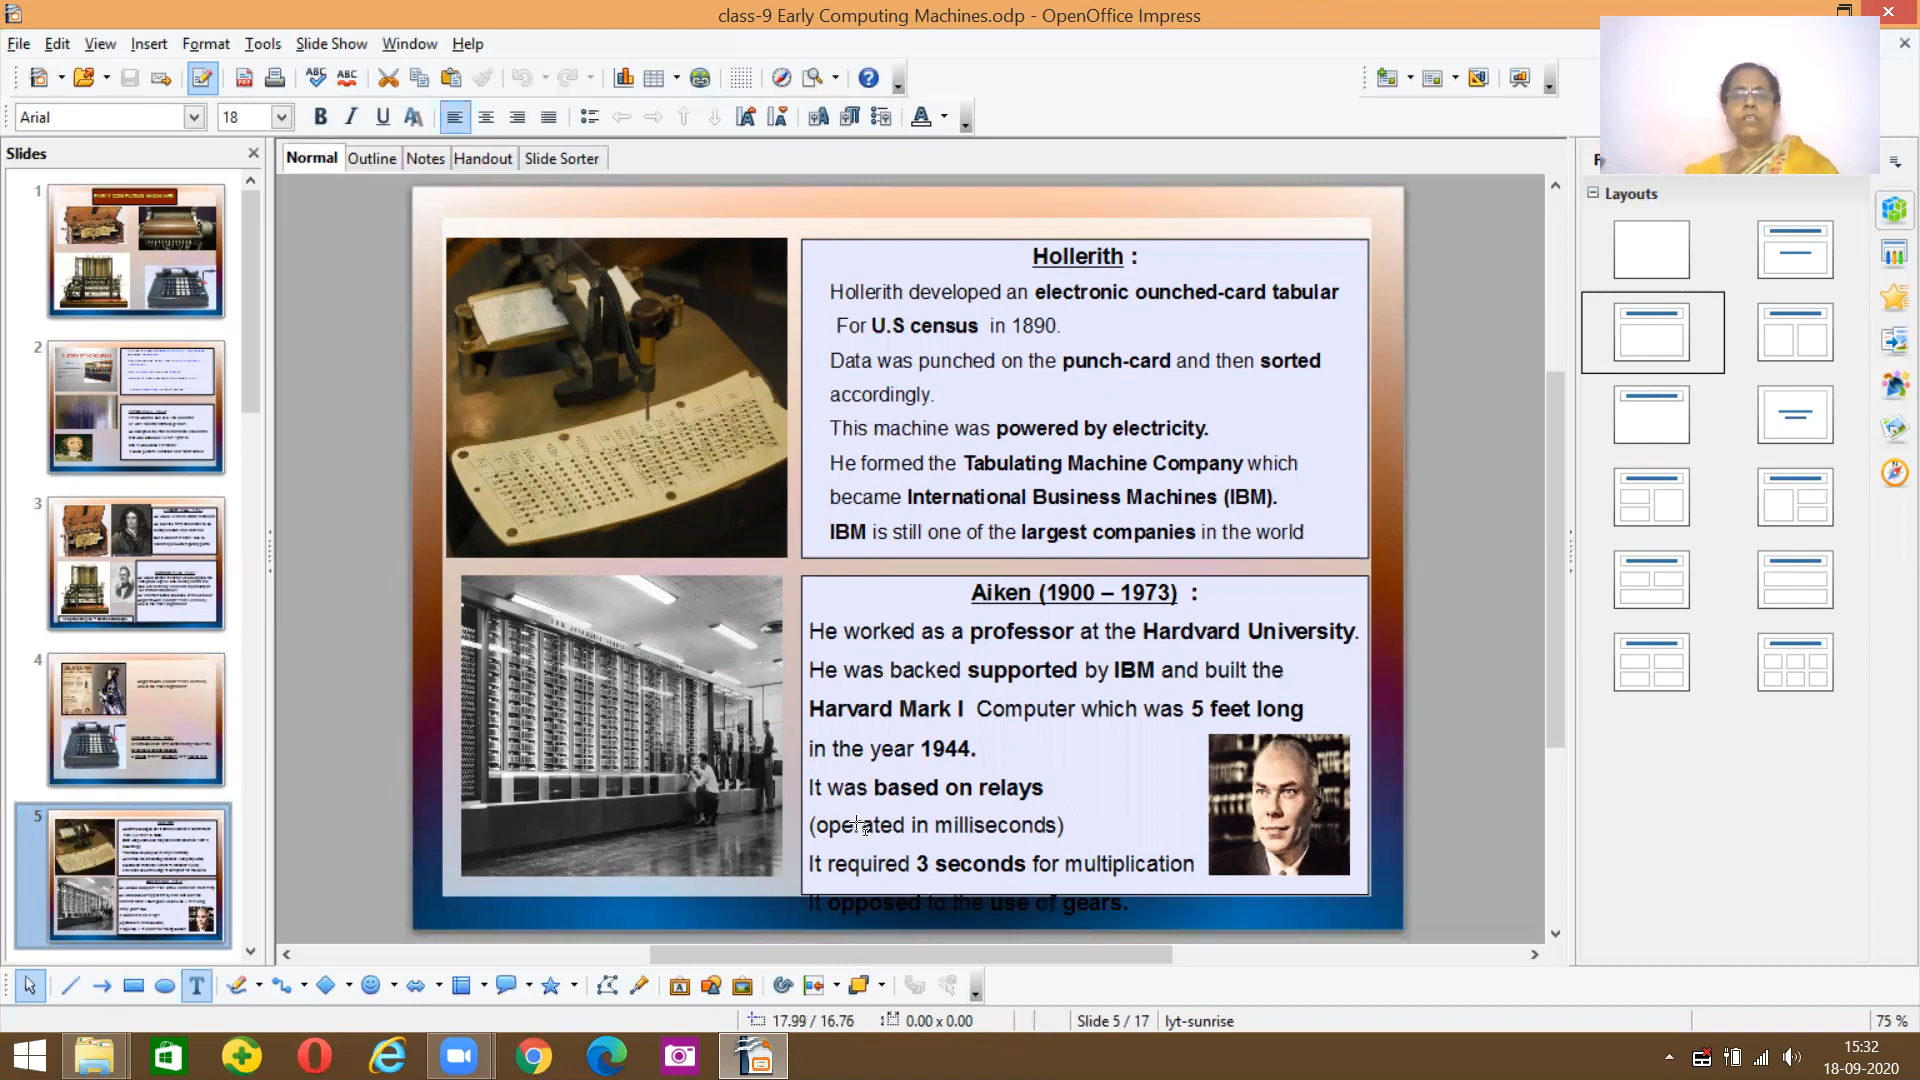 class-9 Early Computing Machines.odp - OpenOffice Impress
File Edit View Insert Format Tools Slide Show Window Help
Arial 18
Slides
Normal Outline Notes Handout Slide Sorter
Layouts
1
EARLY COMPUTING MACHINES
2
3
4
5
Hollerith :
Hollerith developed an electronic ounched-card tabular
For U.S census in 1890.
Data was punched on the punch-card and then sorted
accordingly.
This machine was powered by electricity.
He formed the Tabulating Machine Company which
became International Business Machines (IBM).
IBM is still one of the largest companies in the world
Aiken (1900 – 1973) :
He worked as a professor at the Hardvard University.
He was backed supported by IBM and built the
Harvard Mark I Computer which was 5 feet long
in the year 1944.
It was based on relays
(operated in milliseconds)
It required 3 seconds for multiplication
It opposed to the use of gears.
17.99 / 16.76 0.00 x 0.00 Slide 5 / 17 lyt-sunrise 75 %
15:32
18-09-2020